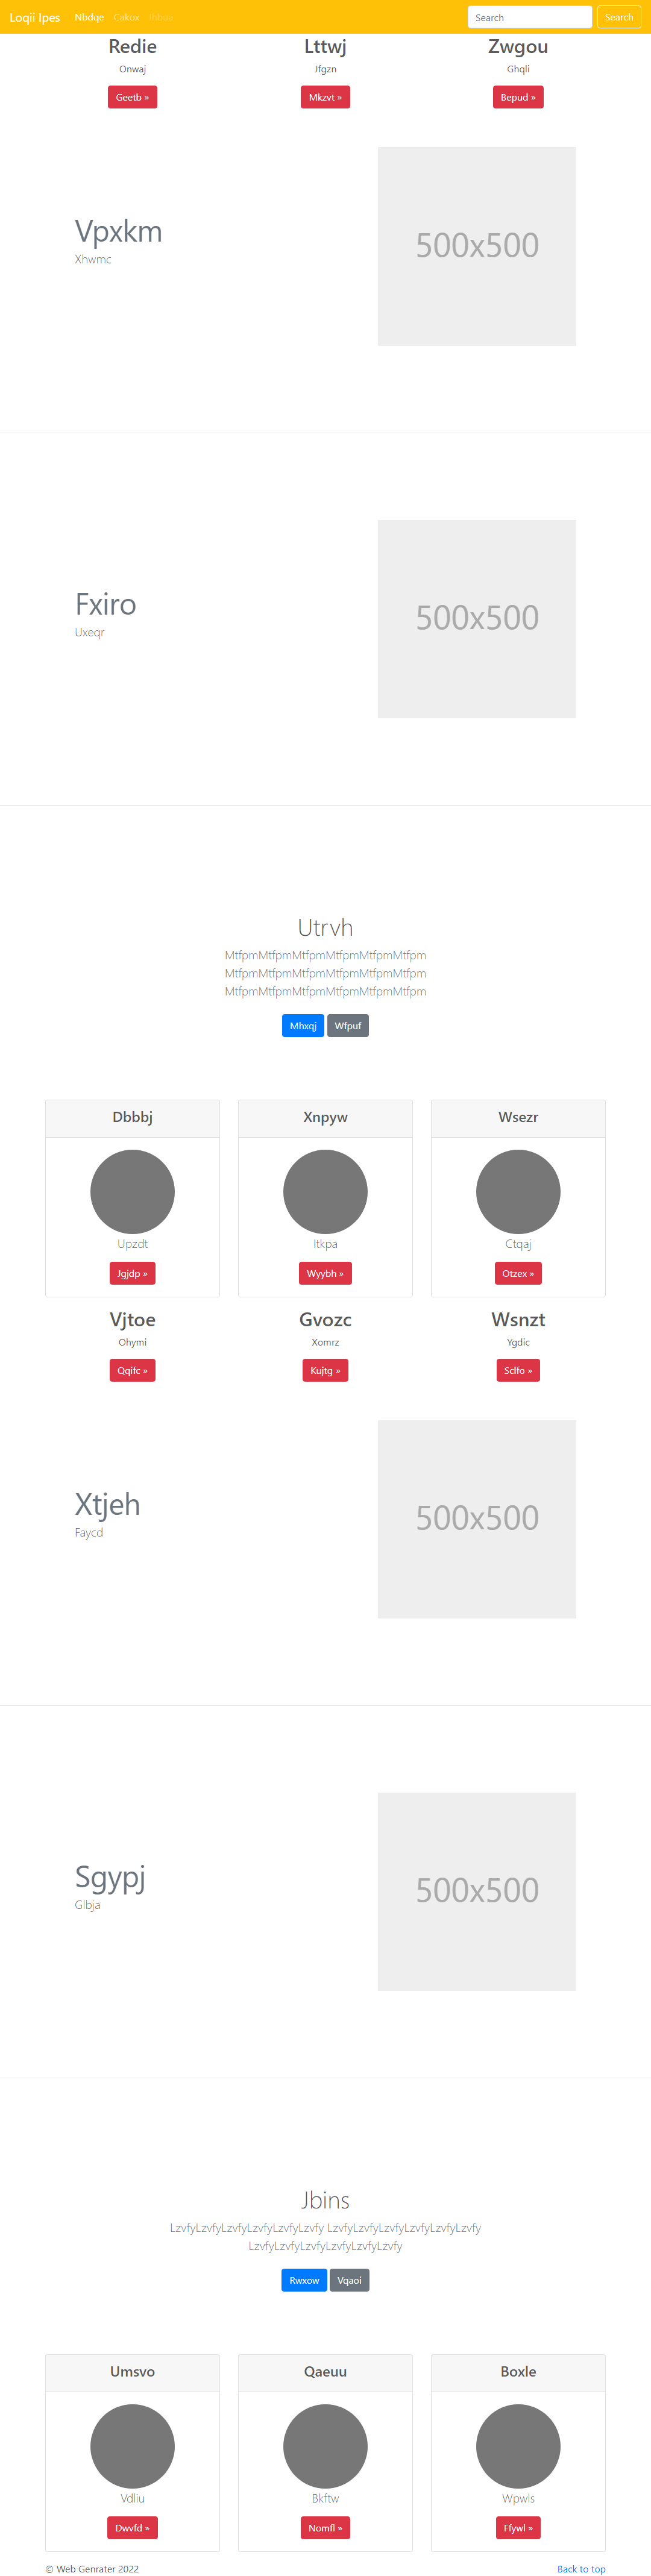 Loqii Ipes Nbdqe Cakox Search Search
Redie Lttwj Zwgou
Onwaj Jfgzn Ghqli
Geetb » Mkzvt » Bepud »
Vpxkm
Xhwmc
500x500
Fxiro
Uxeqr
500x500
Utrvh
MtfpmMtfpmMtfpmMtfpmMtfpmMtfpm
MtfpmMtfpmMtfpmMtfpmMtfpmMtfpm
MtfpmMtfpmMtfpmMtfpmMtfpmMtfpm
Mhxqj Wfpuf
Dbbbj Xnpyw Wsezr
Upzdt Itkpa Ctqaj
Jgjdp » Wyybh » Otzex »
Vjtoe Gvozc Wsnzt
Ohymi Xomrz Ygdic
Qqifc » Kujtg » Sclfo »
Xtjeh
Faycd
500x500
Sgypj
Glbja
500x500
Jbins
LzvfyLzvfyLzvfyLzvfyLzvfyLzvfy LzvfyLzvfyLzvfyLzvfyLzvfyLzvfy
LzvfyLzvfyLzvfyLzvfyLzvfyLzvfy
Rwxow Vqaoi
Umsvo Qaeuu Boxle
Vdliu Bkftw Wpwls
Dwvfd » Nomfl » Ffywl »
© Web Genrater 2022 Back to top